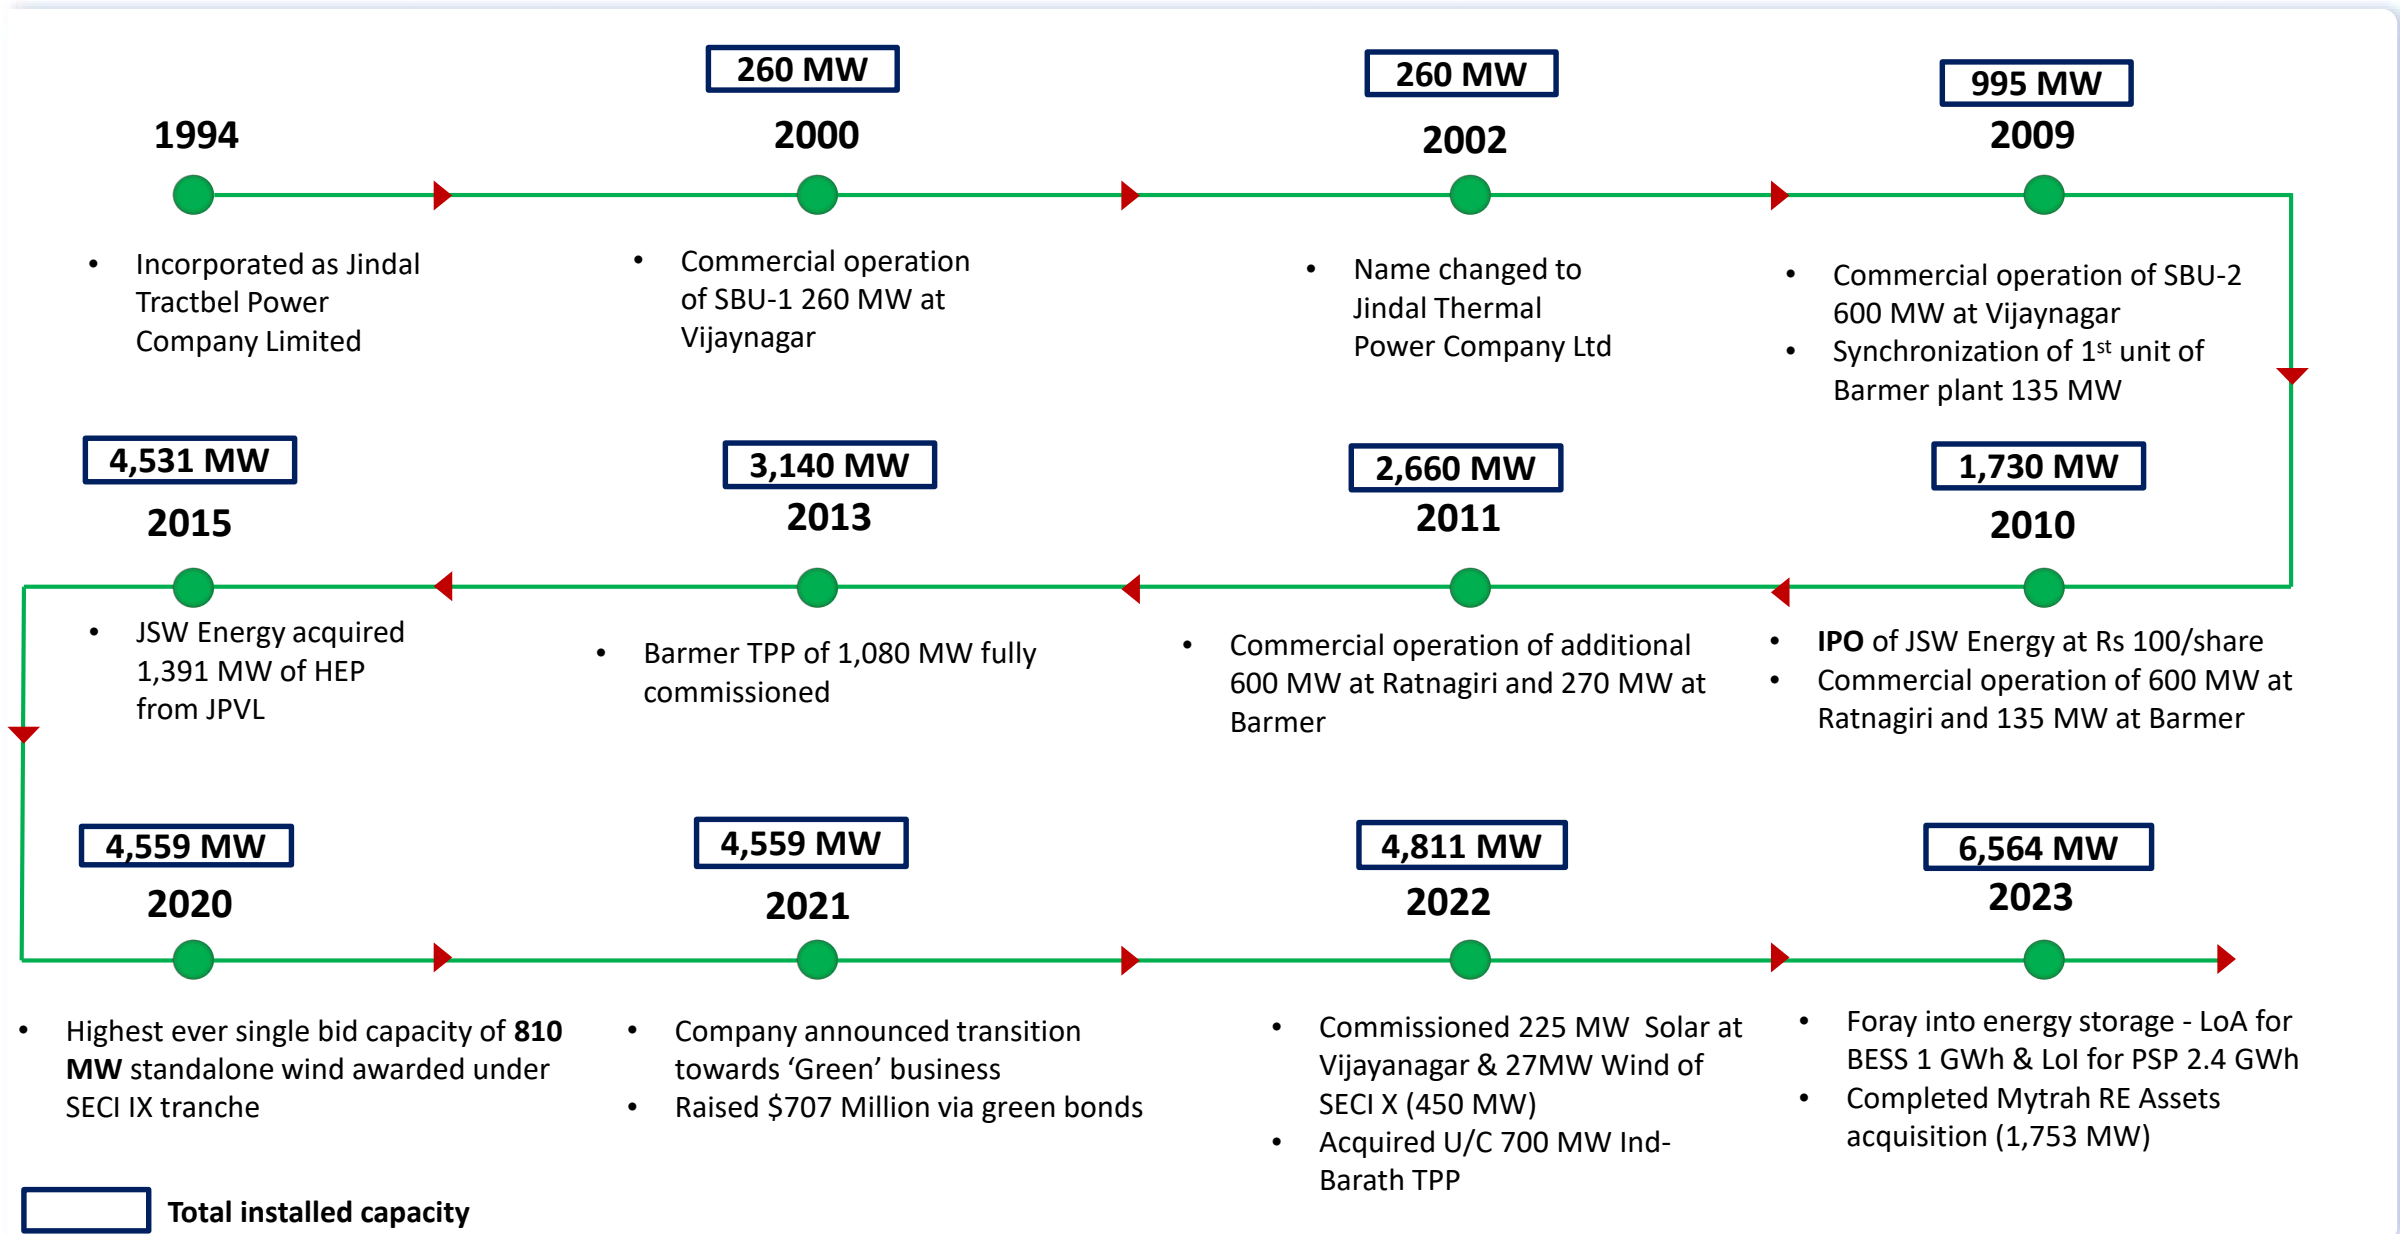 260 MW
260 MW
995 MW
1994
2000
2002
2009
• Incorporated as Jindal
Tractbel Power
Company Limited
• Commercial operation
of SBU-1 260 MW at
Vijaynagar
• Name changed to
Jindal Thermal
Power Company Ltd
• Commercial operation of SBU-2
600 MW at Vijaynagar
• Synchronization of 1st unit of
Barmer plant 135 MW
1,730 MW
2010
• IPO of JSW Energy at Rs 100/share
• Commercial operation of 600 MW at
Ratnagiri and 135 MW at Barmer
2,660 MW
2011
• Commercial operation of additional
600 MW at Ratnagiri and 270 MW at
Barmer
3,140 MW
2013
• Barmer TPP of 1,080 MW fully
commissioned
4,531 MW
2015
• JSW Energy acquired
1,391 MW of HEP
from JPVL
4,559 MW
2020
• Highest ever single bid capacity of 810
MW standalone wind awarded under
SECI IX tranche
4,559 MW
2021
• Company announced transition
towards ‘Green’ business
• Raised $707 Million via green bonds
4,811 MW
2022
• Commissioned 225 MW Solar at
Vijayanagar & 27MW Wind of
SECI X (450 MW)
• Acquired U/C 700 MW Ind-
Barath TPP
6,564 MW
2023
• Foray into energy storage - LoA for
BESS 1 GWh & LoI for PSP 2.4 GWh
• Completed Mytrah RE Assets
acquisition (1,753 MW)
Total installed capacity